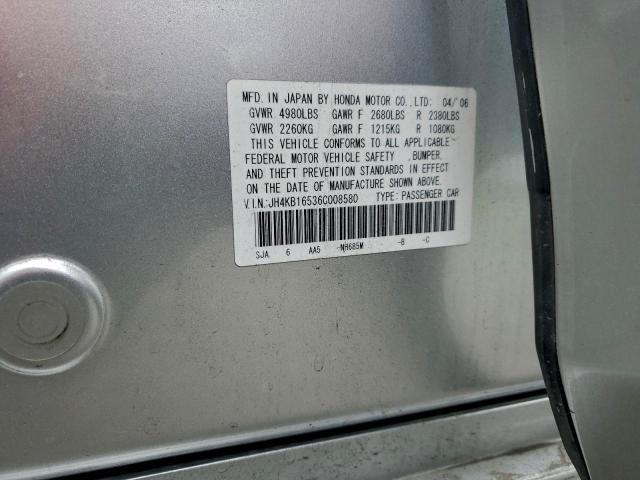 MFD. IN JAPAN BY HONDA MOTOR CO.,LTD. 04/'06
GVWR 4980LBS GAWR F 2680LBS R 2380LBS
GVWR 2260KG GAWR F 1215KG R 1080KG
THIS VEHICLE CONFORMS TO ALL APPLICABLE
FEDERAL MOTOR VEHICLE SAFETY ,BUMPER,
AND THEFT PREVENTION STANDARDS IN EFFECT
ON THE DATE OF MANUFACTURE SHOWN ABOVE.
V.I.N:JH4KB16536C008580 TYPE: PASSENGER CAR
SJA 6 AA5 -NH685M -B -C